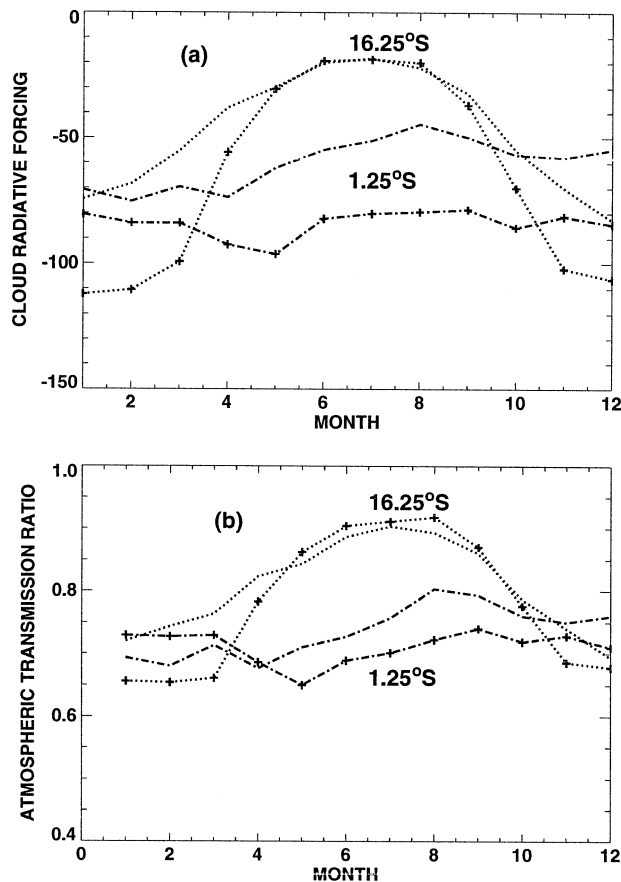 0
(a)
16.25°S
-50
1.25°S
-100
-150
CLOUD RADIATIVE FORCING
2 4 6 8 10 12
MONTH
1.0
16.25°S
(b)
0.8
1.25°S
0.6
0.4
ATMOSPHERIC TRANSMISSION RATIO
0 2 4 6 8 10 12
MONTH